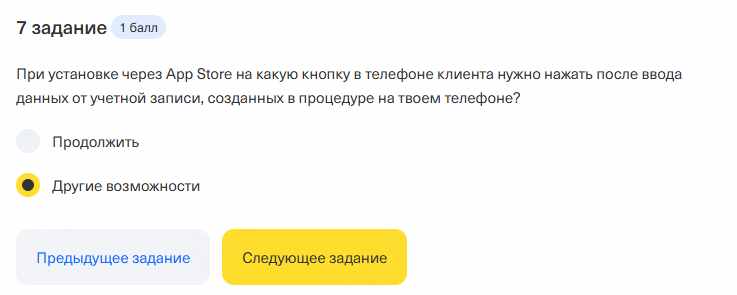 7 задание 1 балл
При установке через App Store на какую кнопку в телефоне клиента нужно нажать после ввода
данных от учетной записи, созданных в процедуре на твоем телефоне?
Продолжить
Другие возможности
Предыдущее задание Следующее задание